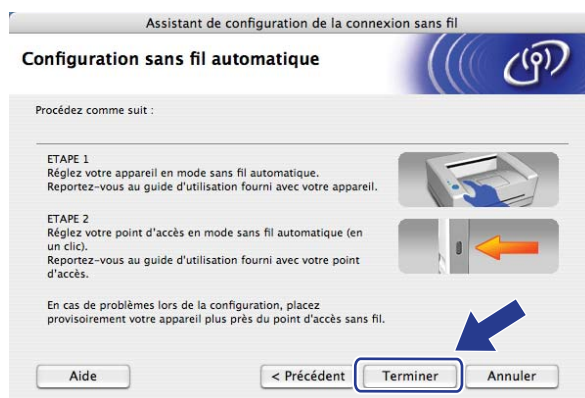 Assistant de configuration de la connexion sans fil
Configuration sans fil automatique
Procédez comme suit :
ETAPE 1
Réglez votre appareil en mode sans fil automatique.
Reportez-vous au guide d'utilisation fourni avec votre appareil.
ETAPE 2
Réglez votre point d'accès en mode sans fil automatique (en
un clic).
Reportez-vous au guide d'utilisation fourni avec votre point
d'accès.
En cas de problèmes lors de la configuration, placez
provisoirement votre appareil plus près du point d'accès sans fil.
Aide
< Précédent
Terminer
Annuler